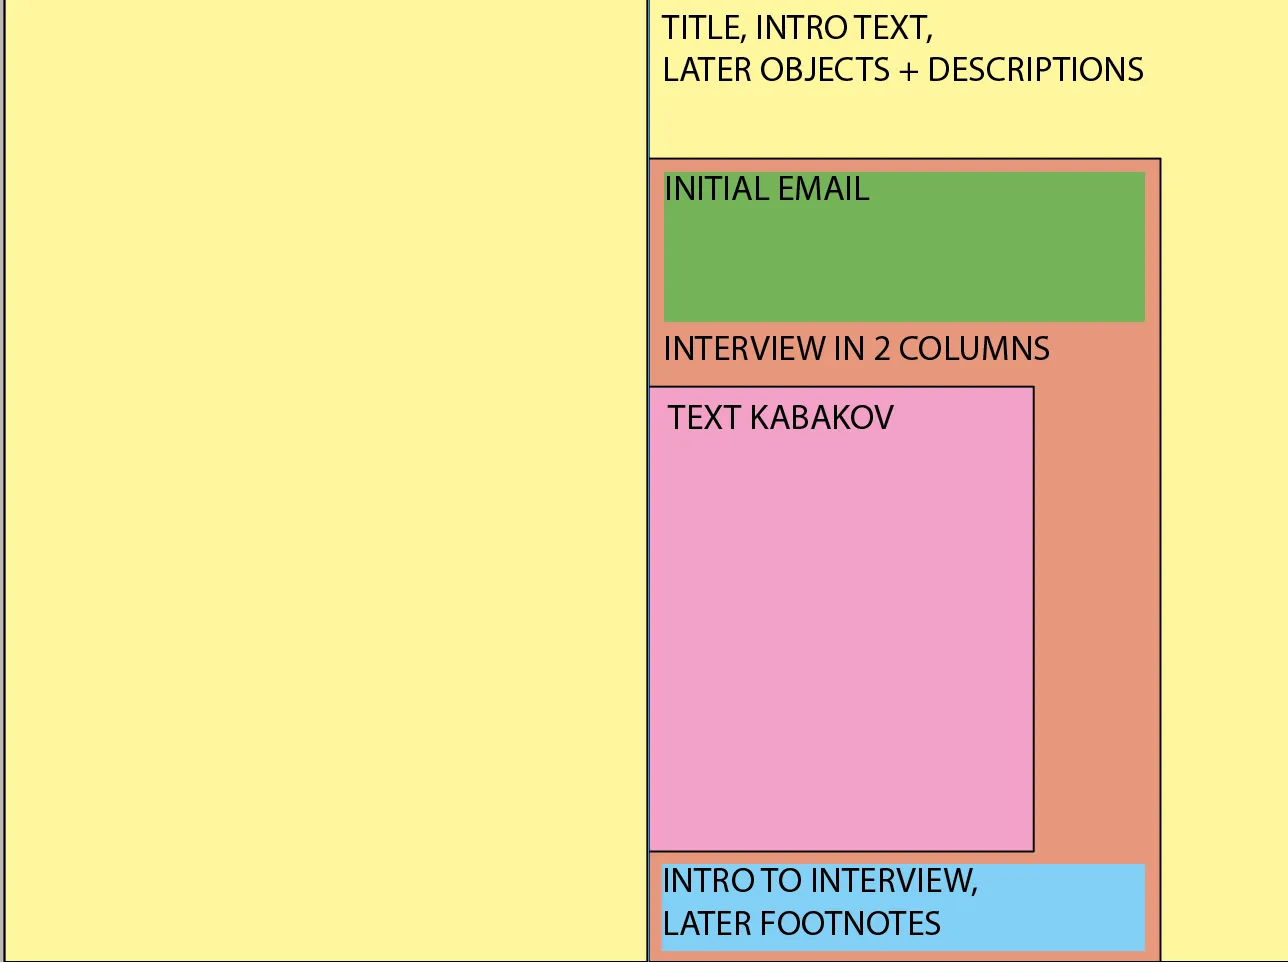 TITLE, INTRO TEXT,
LATER OBJECTS + DESCRIPTIONS
INITIAL EMAIL
INTERVIEW IN 2 COLUMNS
TEXT KABAKOV
INTRO TO INTERVIEW,
LATER FOOTNOTES